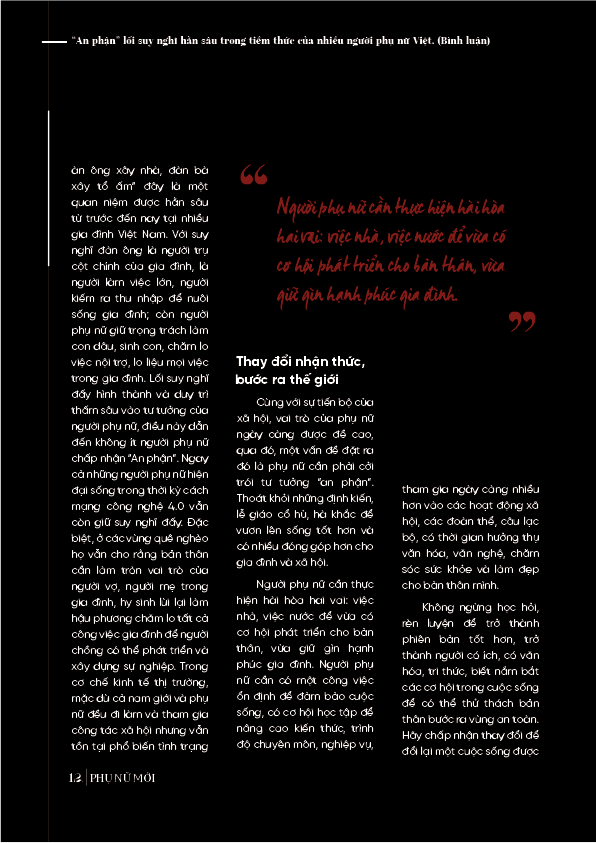 “An phận” lối suy nghĩ hằn sâu trong tiềm thức của nhiều người phụ nữ Việt. (Bình luận)
àn ông xây nhà, đàn bà
xây tổ ấm” đây là một
quan niệm được hằn sâu
từ trước đến nay tại nhiều
gia đình Việt Nam. Với suy
nghĩ đàn ông là người trụ
cột chính của gia đình, là
người làm việc lớn, người
kiếm ra thu nhập để nuôi
sống gia đình; còn người
phụ nữ giữ trọng trách làm
con dâu, sinh con, chăm lo
việc nội trợ, lo liệu mọi việc
trong gia đình. Lối suy nghĩ
đấy hình thành và duy trì
thấm sâu vào tư tưởng của
người phụ nữ, điều này dẫn
đến không ít người phụ nữ
chấp nhận “An phận”. Ngay
cả những người phụ nữ hiện
đại sống trong thời kỳ cách
mạng công nghệ 4.0 vẫn
còn giữ suy nghĩ đấy. Đặc
biệt, ở các vùng quê nghèo
họ vẫn cho rằng bản thân
cần làm tròn vai trò của
người vợ, người mẹ trong
gia đình, hy sinh lùi lại làm
hậu phương chăm lo tất cả
công việc gia đình để người
chồng có thể phát triển và
xây dựng sự nghiệp. Trong
cơ chế kinh tế thị trường,
mặc dù cả nam giới và phụ
nữ đều đi làm và tham gia
công tác xã hội nhưng vẫn
tồn tại phổ biến tình trạng
“
Người phụ nữ cần thực hiện hài hòa
hai vai: việc nhà, việc nước để vừa có
cơ hội phát triển cho bản thân, vừa
giữ gìn hạnh phúc gia đình.
”
Thay đổi nhận thức,
bước ra thế giới
Cùng với sự tiến bộ của
xã hội, vai trò của phụ nữ
ngày càng được đề cao,
qua đó, một vấn đề đặt ra
đó là phụ nữ cần phải cởi
trói tư tưởng “an phận”.
Thoát khỏi những định kiến,
lễ giáo cổ hủ, hà khắc để
vươn lên sống tốt hơn và
có nhiều đóng góp hơn cho
gia đình và xã hội.
Người phụ nữ cần thực
hiện hài hòa hai vai: việc
nhà, việc nước để vừa có
cơ hội phát triển cho bản
thân, vừa giữ gìn hạnh
phúc gia đình. Người phụ
nữ cần có một công việc
ổn định để đảm bảo cuộc
sống, có cơ hội học tập để
nâng cao kiến thức, trình
độ chuyên môn, nghiệp vụ,
tham gia ngày càng nhiều
hơn vào các hoạt động xã
hội, các đoàn thể, câu lạc
bộ, có thời gian hưởng thụ
văn hóa, văn nghệ, chăm
sóc sức khỏe và làm đẹp
cho bản thân mình.
Không ngừng học hỏi,
rèn luyện để trở thành
phiên bản tốt hơn, trở
thành người có ích, có văn
hóa, tri thức, biết nắm bắt
các cơ hội trong cuộc sống
để có thể thử thách bản
thân bước ra vùng an toàn.
Hãy chấp nhận thay đổi để
đổi lại một cuộc sống được
12 PHỤ NỮ MỚI